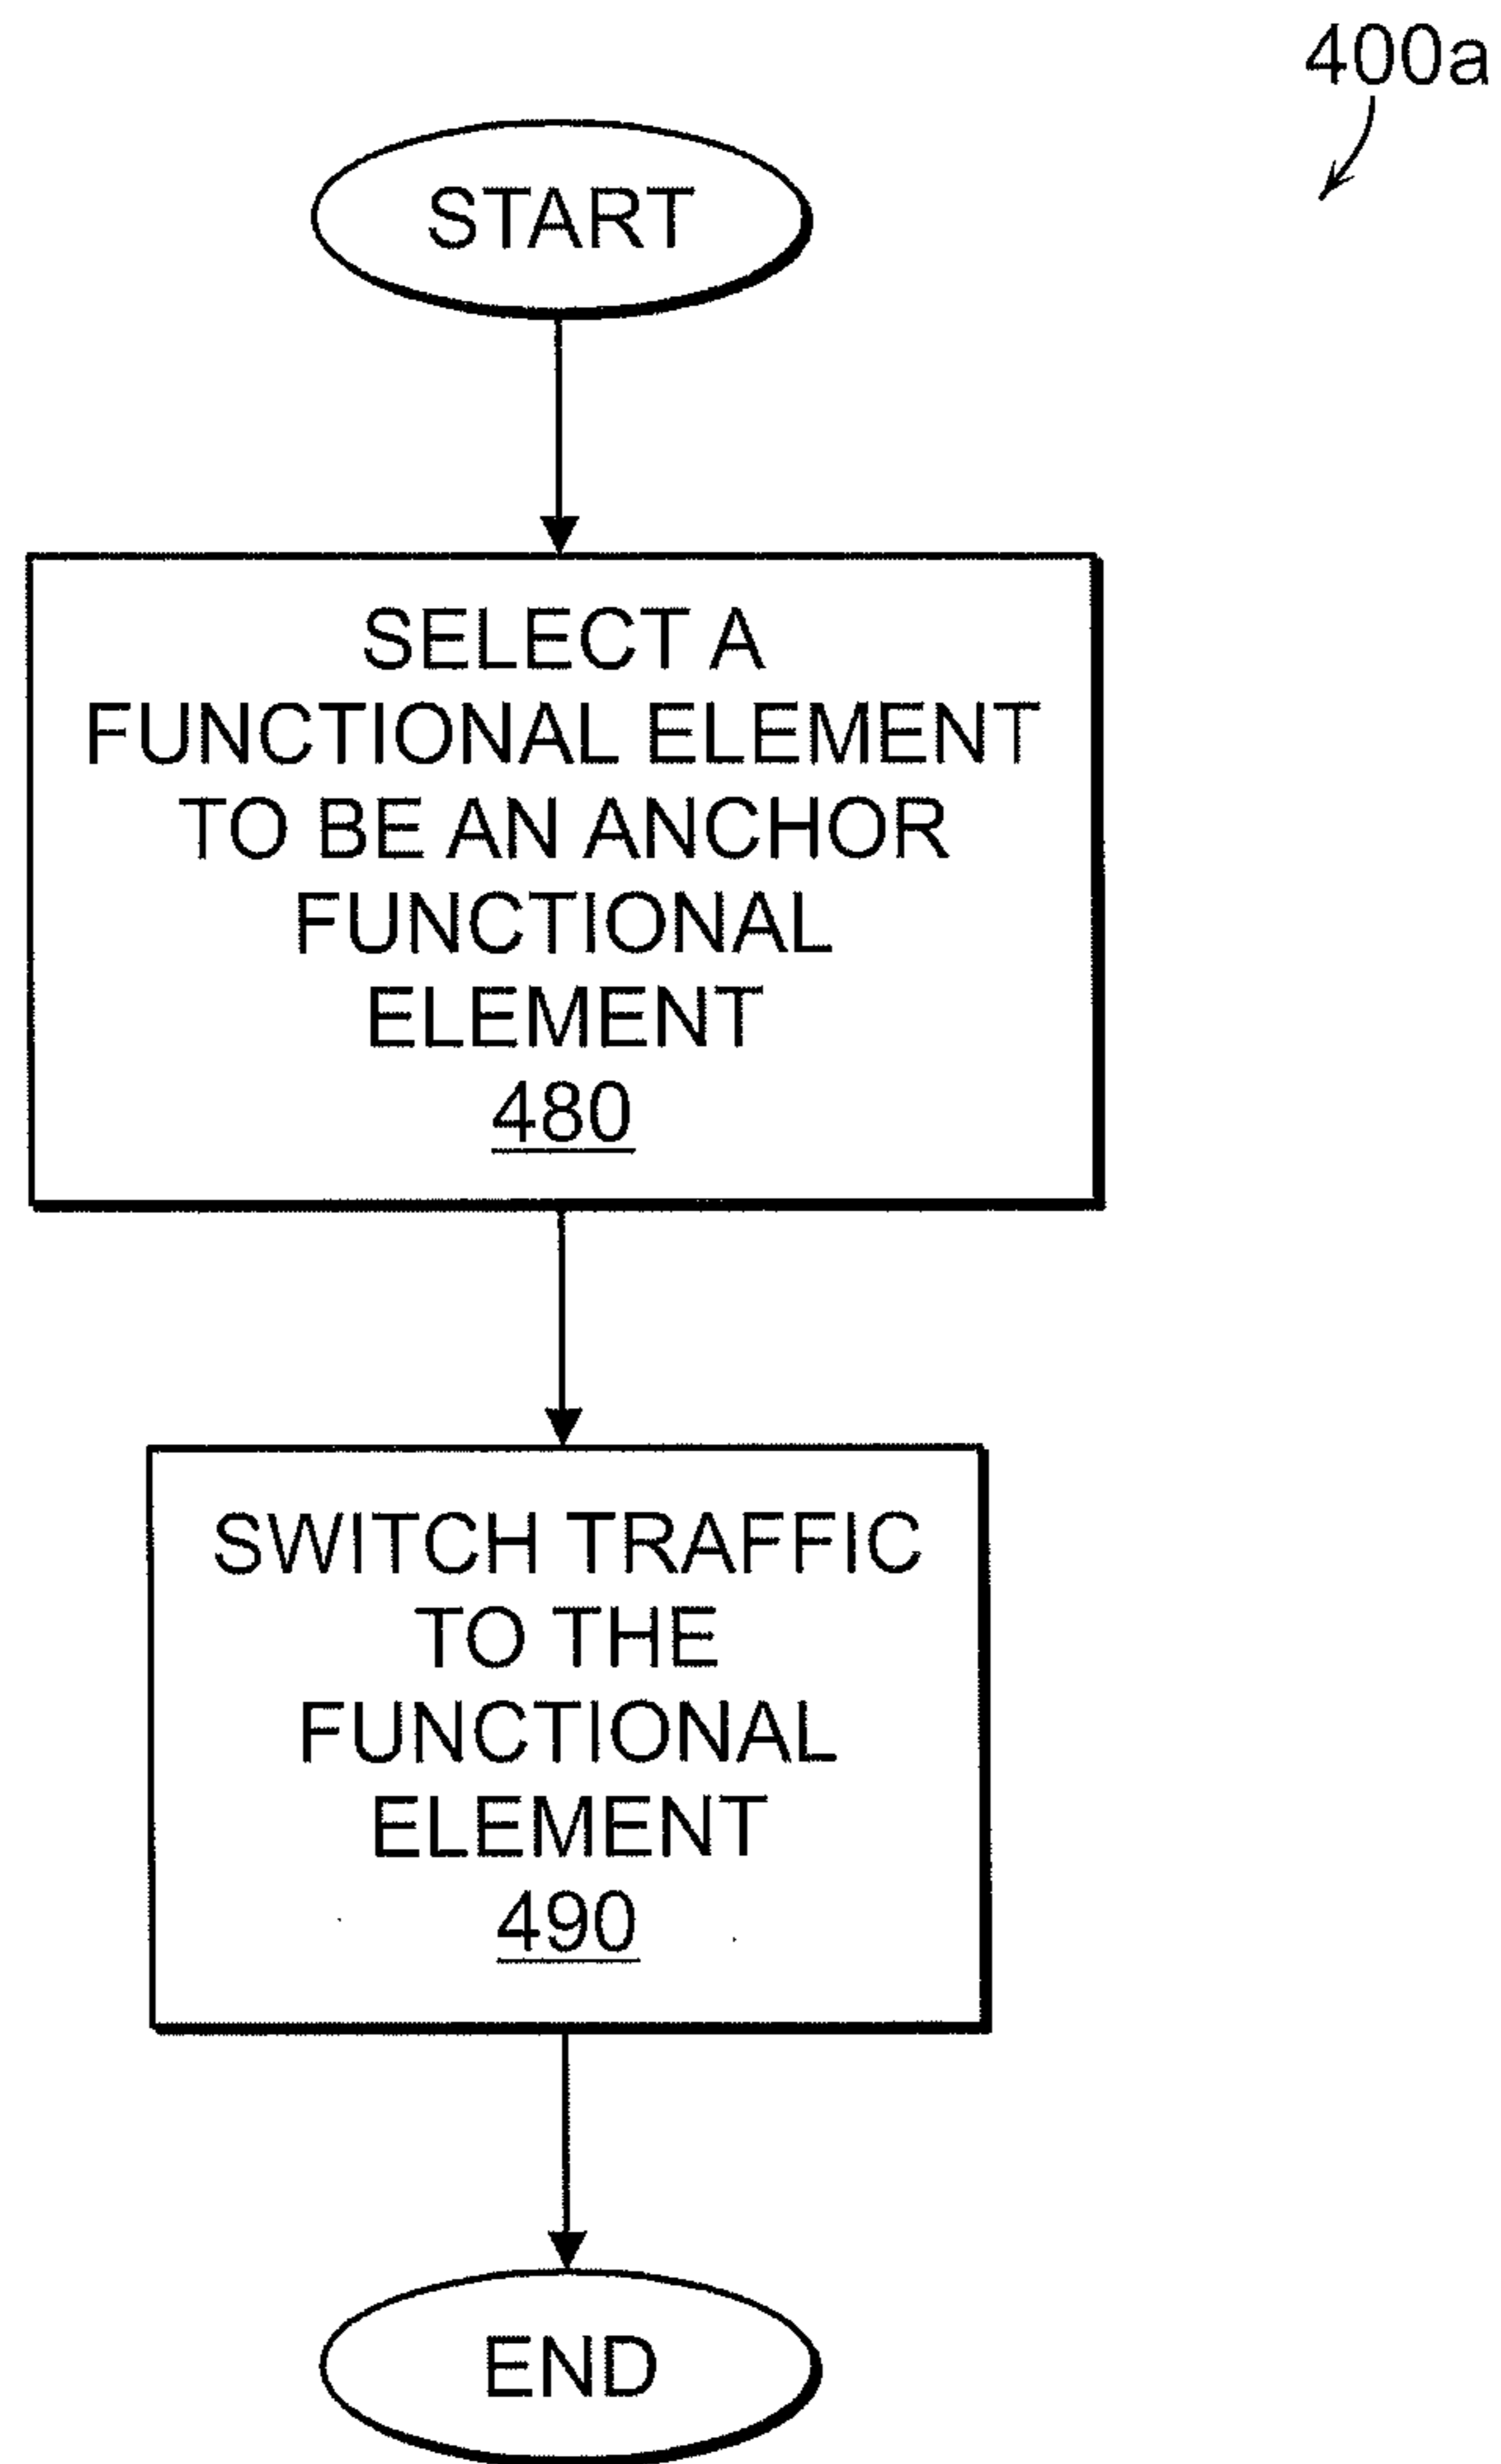 400a
START
SELECT A
FUNCTIONAL ELEMENT
TO BE AN ANCHOR
FUNCTIONAL
ELEMENT
480
SWITCH TRAFFIC
TO THE
FUNCTIONAL
ELEMENT
490
END